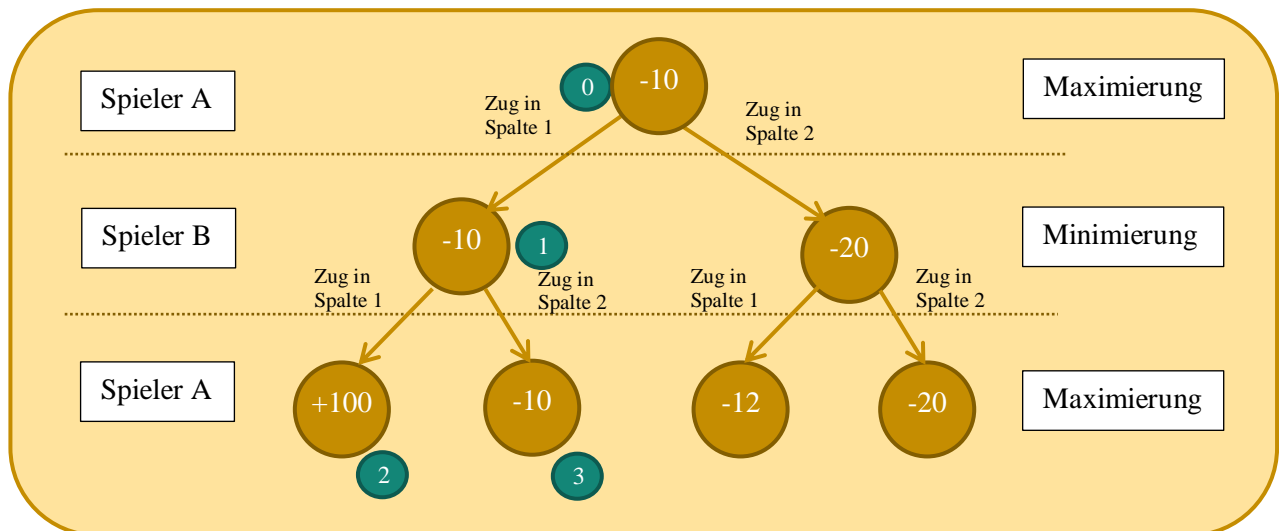 Spieler A
0
-10
Maximierung
Zug in
Spalte 1
Zug in
Spalte 2
Spieler B
-10
1
-20
Minimierung
Zug in
Spalte 1
Zug in
Spalte 2
Zug in
Spalte 1
Zug in
Spalte 2
Spieler A
+100
-10
-12
-20
Maximierung
2
3